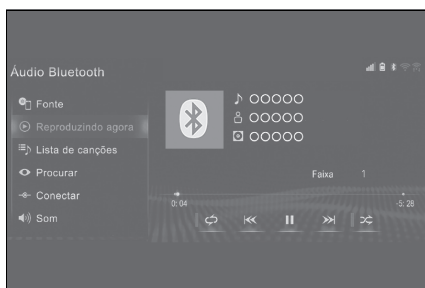 Áudio Bluetooth
Fonte
Reproduzindo agora
Lista de canções
Procurar
Conectar
Som
OOOOO
OOOOO
OOOOO
Faixa 1
0:04
-5:28